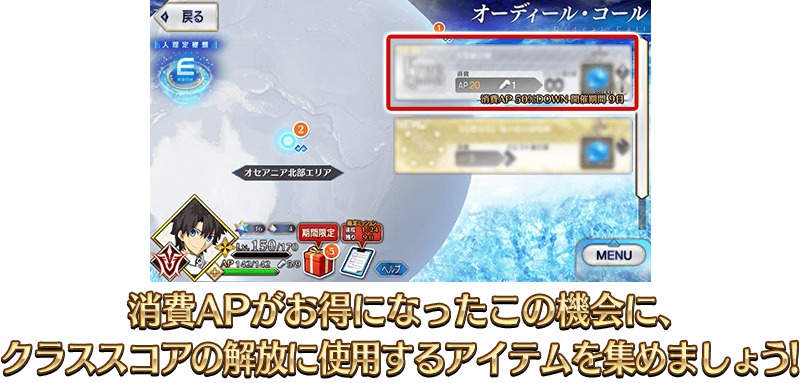 戻る
オーディール・コール
人理定礎盤
1
消費
AP 20
1
消費AP 50%DOWN 開催期間 9日
2
オセアニア北部エリア
36
4
Lv. 150/170
AP 142/142
5/9
期間限定
5
1/24
ヘルプ
MENU
消費APがお得になったこの機会に、
クラススコアの解放に使用するアイテムを集めましょう!